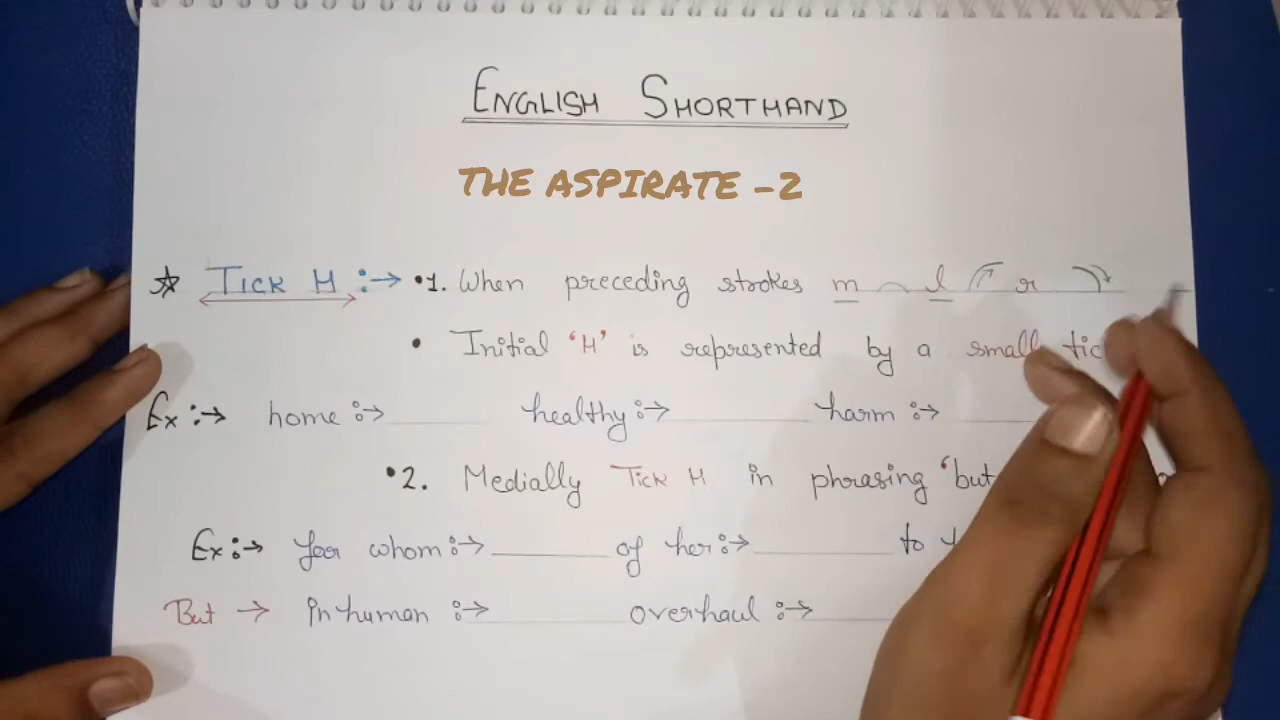 ENGLISH SHORTHAND
THE ASPIRATE -2
☆ TICK H :→ •1. When preceding strokes m l r
• Initial 'H' is represented by a small tic
Ex :→ home :→ healthy :→ harm :→
•2. Medially TICK H in phrasing 'but
Ex :→ for whom :→ of her :→ to
But → inhuman :→ overhaul :→